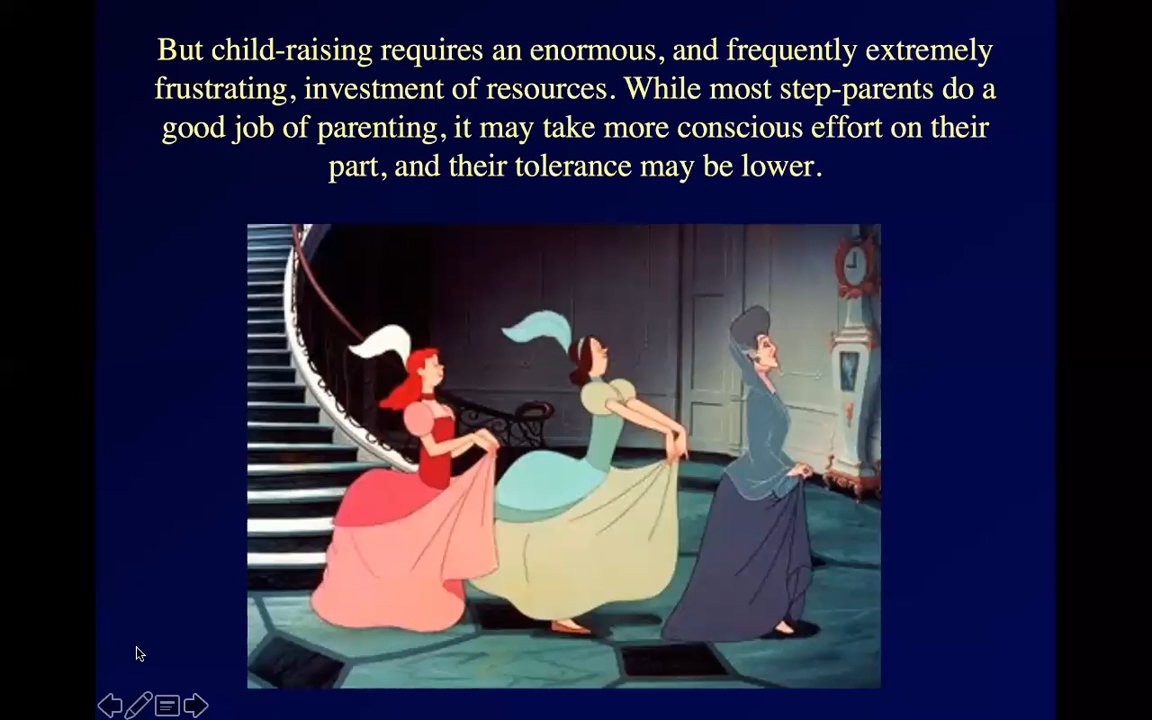 But child-raising requires an enormous, and frequently extremely
frustrating, investment of resources. While most step-parents do a
good job of parenting, it may take more conscious effort on their
part, and their tolerance may be lower.